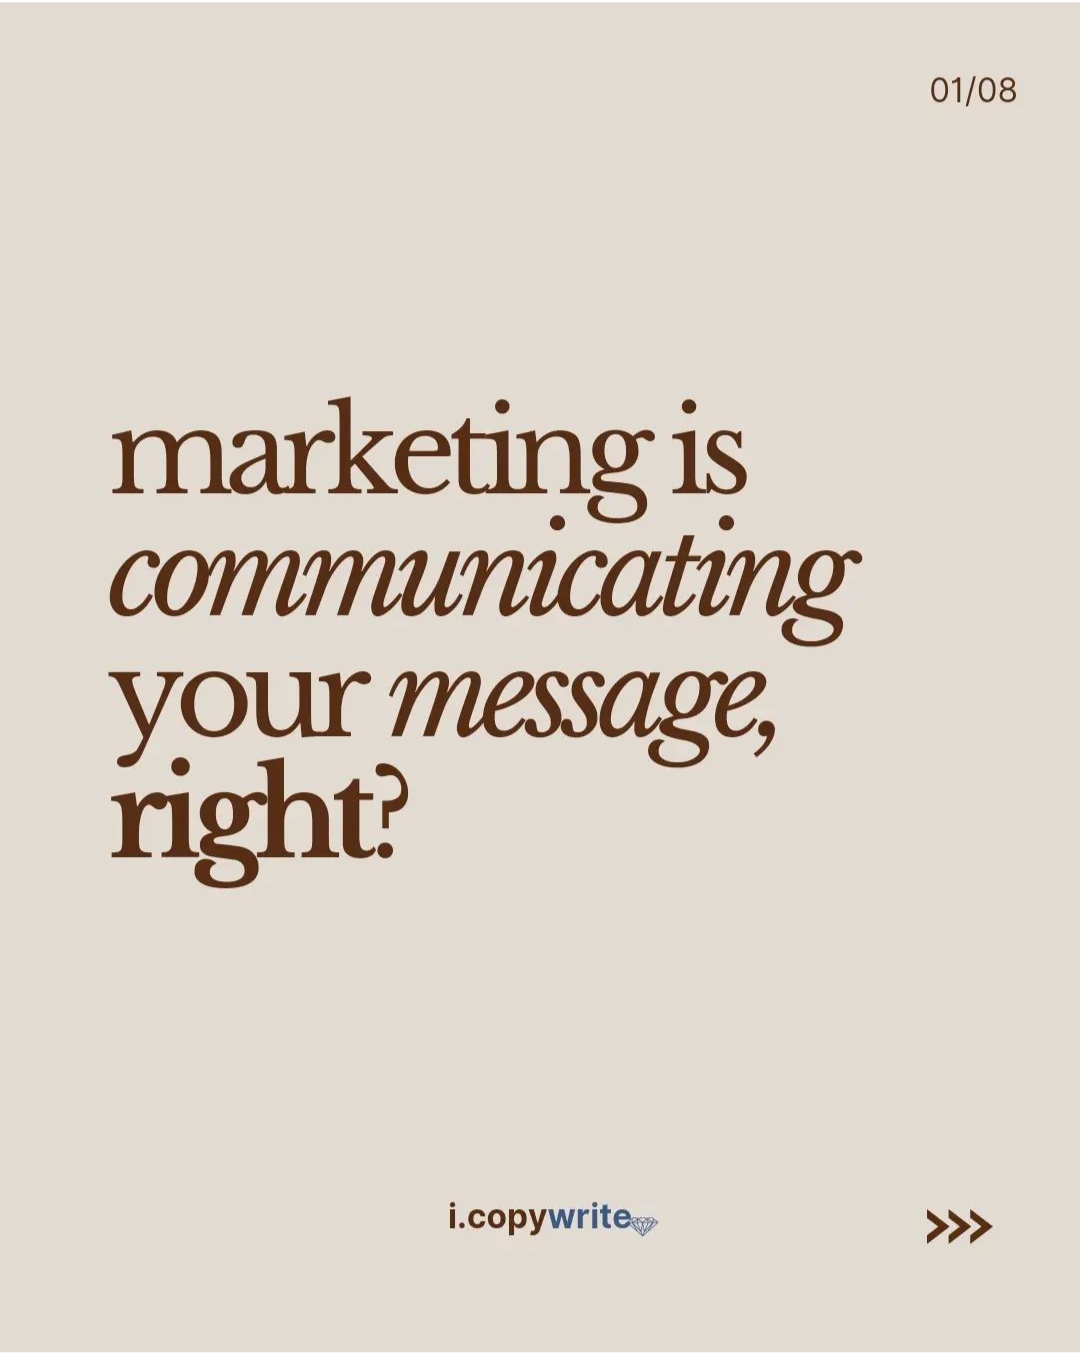 01/08
marketing is
communicating
your message,
right?
i.copywrite
>>>